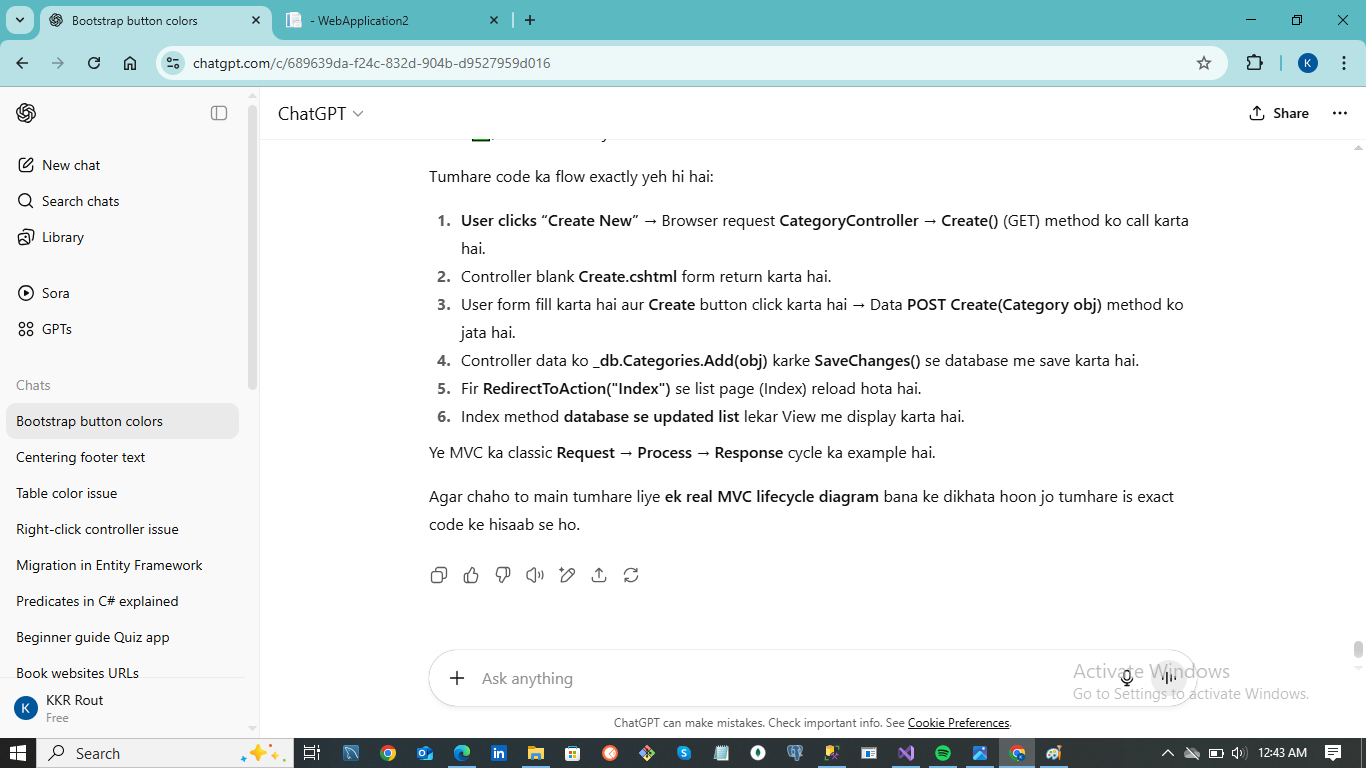 Bootstrap button colors
- WebApplication2
chatgpt.com/c/689639da-f24c-832d-904b-d9527959d016
K
ChatGPT
Share
New chat
Search chats
Library
Sora
GPTs
Chats
Bootstrap button colors
Centering footer text
Table color issue
Right-click controller issue
Migration in Entity Framework
Predicates in C# explained
Beginner guide Quiz app
Book websites URLs
K
KKR Rout
Free
Tumhare code ka flow exactly yeh hi hai:
1. User clicks “Create New” → Browser request CategoryController → Create() (GET) method ko call karta
hai.
2. Controller blank Create.cshtml form return karta hai.
3. User form fill karta hai aur Create button click karta hai → Data POST Create(Category obj) method ko
jata hai.
4. Controller data ko _db.Categories.Add(obj) karke SaveChanges() se database me save karta hai.
5. Fir RedirectToAction("Index") se list page (Index) reload hota hai.
6. Index method database se updated list lekar View me display karta hai.
Ye MVC ka classic Request → Process → Response cycle ka example hai.
Agar chaho to main tumhare liye ek real MVC lifecycle diagram bana ke dikhata hoon jo tumhare is exact
code ke hisaab se ho.
Ask anything
Activate Windows
Go to Settings to activate Windows.
ChatGPT can make mistakes. Check important info. See Cookie Preferences.
Search
12:43 AM